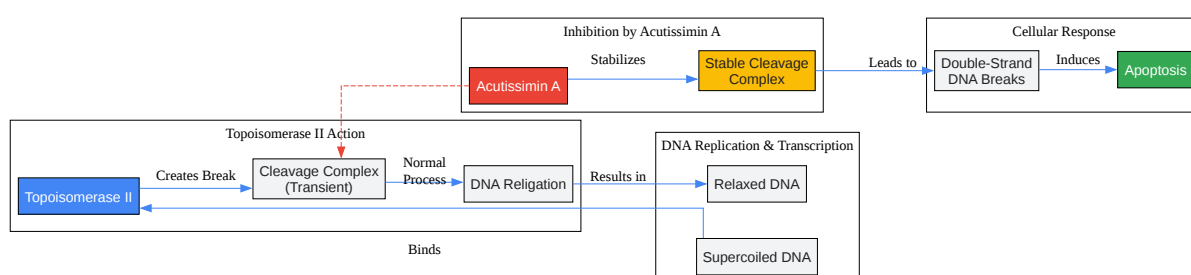 Inhibition by Acutissimin A
Acutissimin A
Stabilizes
Stable Cleavage
Complex
Leads to
Cellular Response
Double-Strand
DNA Breaks
Induces
Apoptosis
Topoisomerase II Action
Topoisomerase II
Creates Break
Cleavage Complex
(Transient)
Normal
Process
DNA Religation
Results in
DNA Replication & Transcription
Relaxed DNA
Supercoiled DNA
Binds